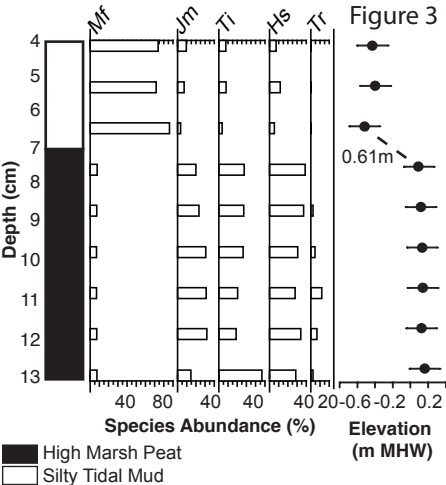 Figure 3
Mf Jm Ti Hs Tr
4
5
6
7
8
9
10
11
12
13
Depth (cm)
0.61m
40 80 40 40 40 20 -0.6 -0.2 0.2
Species Abundance (%)
Elevation
(m MHW)
High Marsh Peat
Silty Tidal Mud